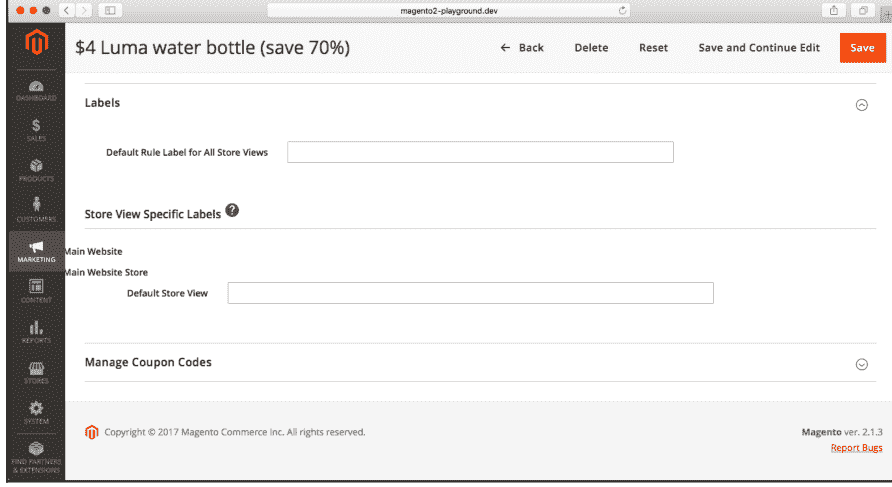 magento2-playground.dev
$4 Luma water bottle (save 70%)
← Back
Delete
Reset
Save and Continue Edit
Save
DASHBOARD
$
SALES
PRODUCTS
CUSTOMERS
MARKETING
CONTENT
REPORTS
STORES
SYSTEM
FIND PARTNERS
& EXTENSIONS
Labels
Default Rule Label for All Store Views
Store View Specific Labels ?
Main Website
Main Website Store
Default Store View
Manage Coupon Codes
Copyright © 2017 Magento Commerce Inc. All rights reserved.
Magento ver. 2.1.3
Report Bugs